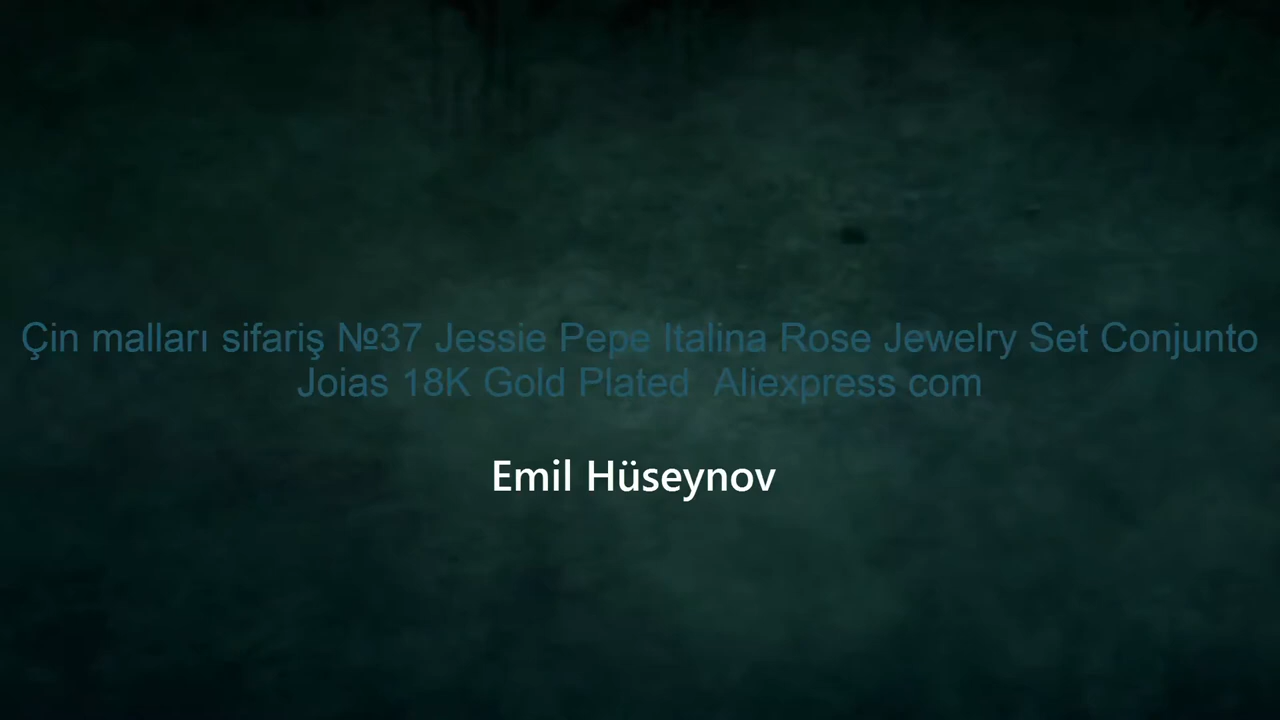 Çin malları sifariş №37 Jessie Pepe Italina Rose Jewelry Set Conjunto
Joias 18K Gold Plated  Aliexpress com
Emil Hüseynov